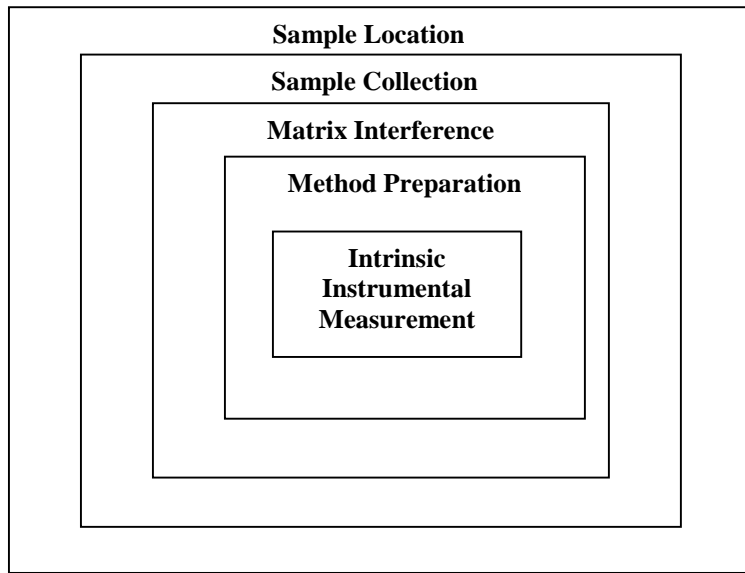 Sample Location
Sample Collection
Matrix Interference
Method Preparation
Intrinsic
Instrumental
Measurement